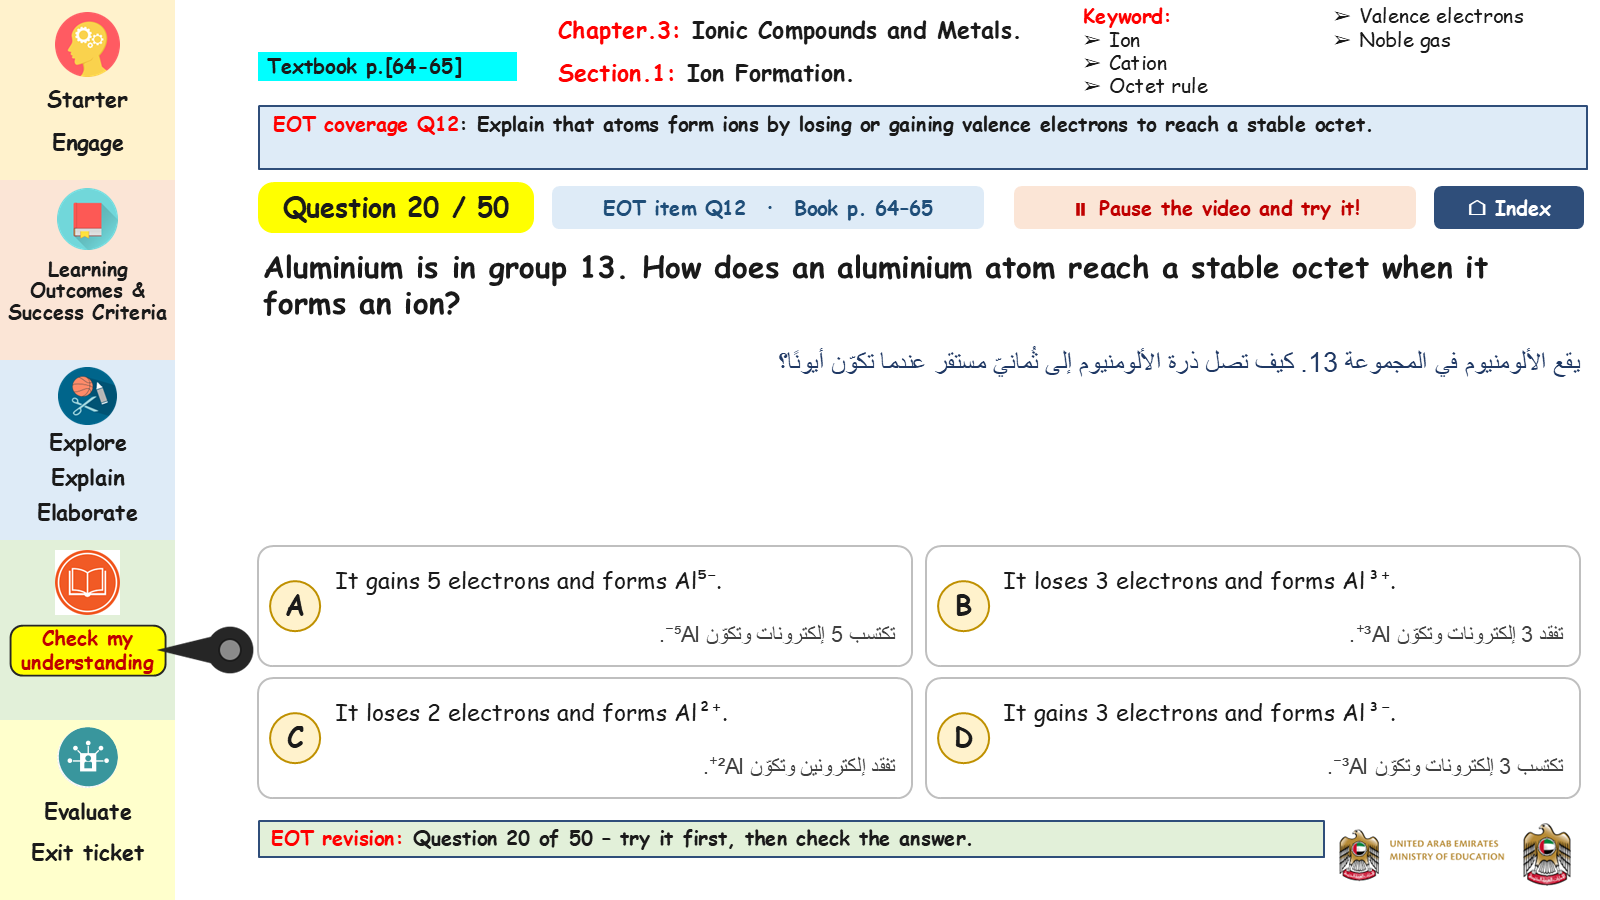 Starter
Engage
Learning
Outcomes &
Success Criteria
Explore
Explain
Elaborate
Check my
understanding
Evaluate
Exit ticket
Textbook p.[64-65]
Chapter.3: Ionic Compounds and Metals.
Section.1: Ion Formation.
Keyword:
➢ Ion
➢ Cation
➢ Octet rule
➢ Valence electrons
➢ Noble gas
EOT coverage Q12: Explain that atoms form ions by losing or gaining valence electrons to reach a stable octet.
Question 20 / 50
EOT item Q12 · Book p. 64–65
⏸ Pause the video and try it!
☖ Index
Aluminium is in group 13. How does an aluminium atom reach a stable octet when it
forms an ion?
يقع الألومنيوم في المجموعة 13. كيف تصل ذرة الألومنيوم إلى ثُمانيّ مستقر عندما تكوّن أيونًا؟
A
It gains 5 electrons and forms Al⁵⁻.
تكتسب 5 إلكترونات وتكوّن Al⁵⁻.
B
It loses 3 electrons and forms Al³⁺.
تفقد 3 إلكترونات وتكوّن Al³⁺.
C
It loses 2 electrons and forms Al²⁺.
تفقد إلكترونين وتكوّن Al²⁺.
D
It gains 3 electrons and forms Al³⁻.
تكتسب 3 إلكترونات وتكوّن Al³⁻.
EOT revision: Question 20 of 50 – try it first, then check the answer.
UNITED ARAB EMIRATES
MINISTRY OF EDUCATION